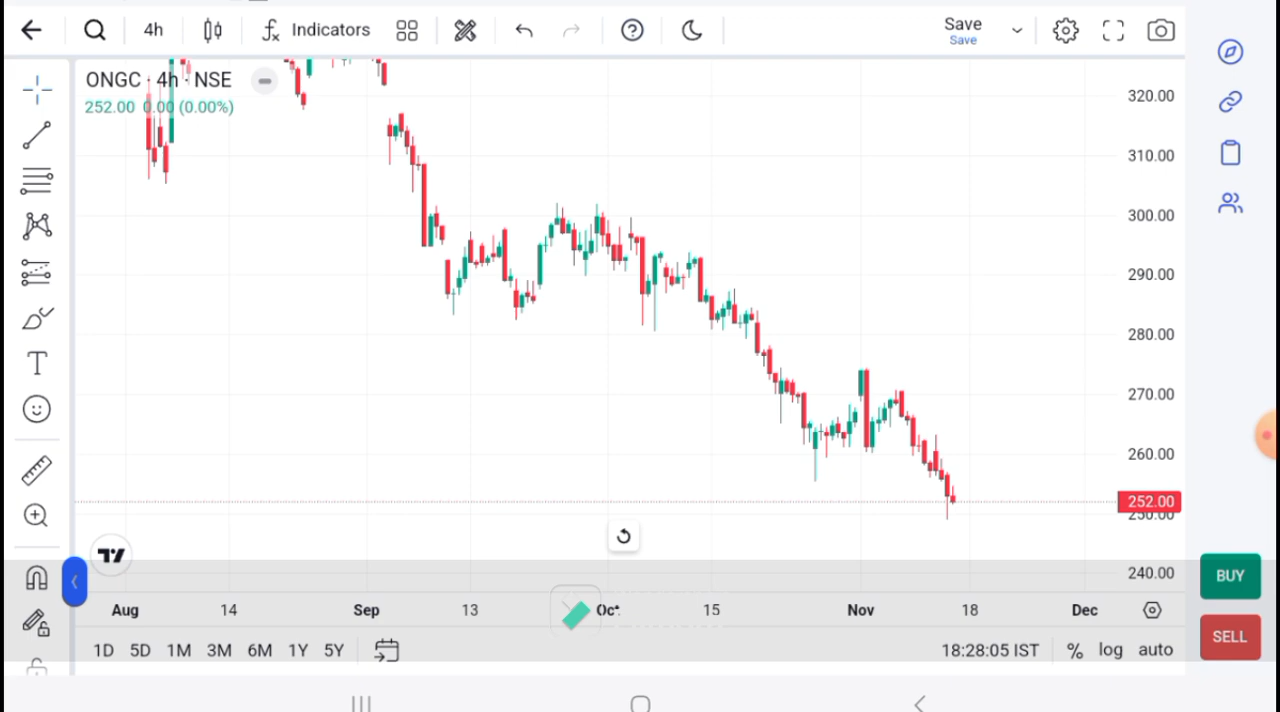 4h
Indicators
Save
Save
ONGC · 4h · NSE
252.00 0.00 (0.00%)
320.00
310.00
300.00
290.00
280.00
270.00
260.00
252.00
250.00
240.00
Aug 14 Sep 13 Oct 15 Nov 18 Dec
1D 5D 1M 3M 6M 1Y 5Y
18:28:05 IST % log auto
BUY
SELL